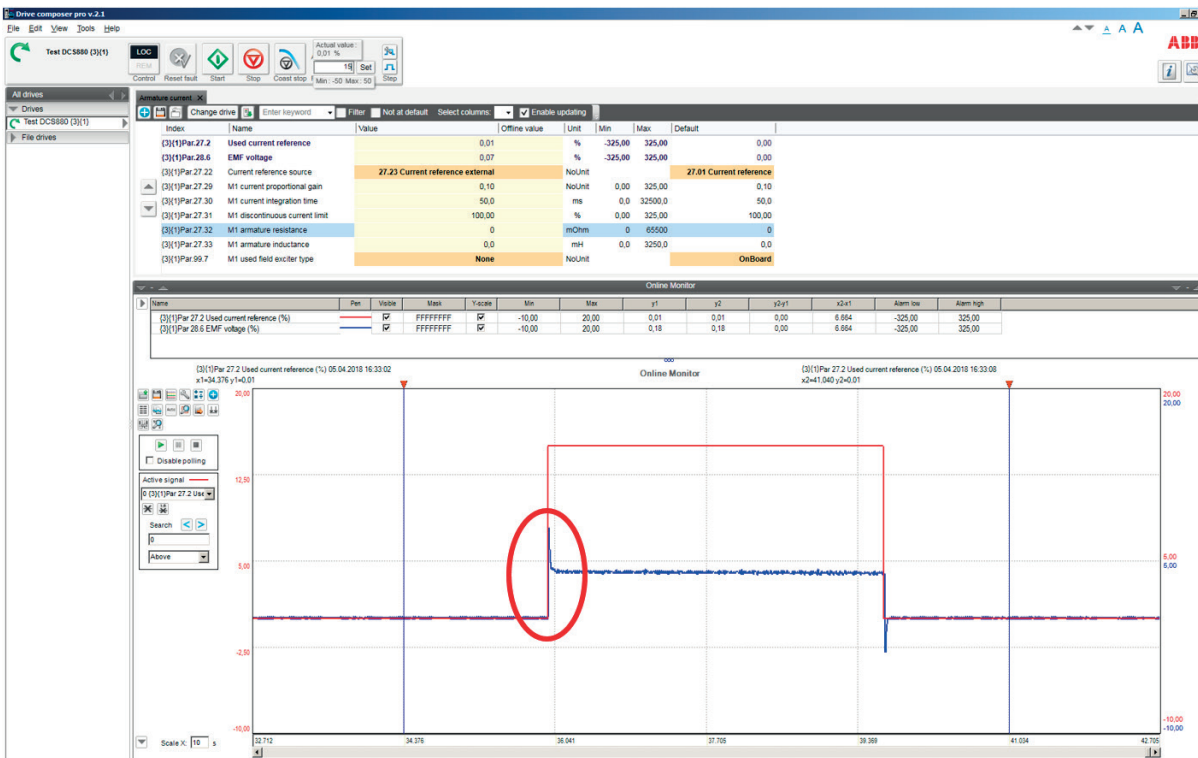 Drive composer pro v.2.1
File Edit View Tools Help
A A A
ABB
Test DCS880 {3}{1}
LOC
REM
Control
Reset fault
Start
Stop
Coast stop
Actual value:
0,01 %
15 Set
Min: -50 Max: 50
Step
All drives
Drives
Test DCS880 {3}{1}
File drives
Armature current X
Change drive Enter keyword Filter Not at default Select columns: Enable updating
Index Name Value Offline value Unit Min Max Default
{3}{1}Par.27.2 Used current reference 0,01 % -325,00 325,00 0,00
{3}{1}Par.28.6 EMF voltage 0,07 % -325,00 325,00 0,00
{3}{1}Par.27.22 Current reference source 27.23 Current reference external NoUnit 27.01 Current reference
{3}{1}Par.27.29 M1 current proportional gain 0,10 NoUnit 0,00 325,00 0,10
{3}{1}Par.27.30 M1 current integration time 50,0 ms 0,0 32500,0 50,0
{3}{1}Par.27.31 M1 discontinuous current limit 100,00 % 0,00 325,00 100,00
{3}{1}Par.27.32 M1 armature resistance 0 mOhm 0 65500 0
{3}{1}Par.27.33 M1 armature inductance 0,0 mH 0,0 3250,0 0,0
{3}{1}Par.99.7 M1 used field exciter type None NoUnit OnBoard
Online Monitor
Name Pen Visible Mask Y-scale Min Max y1 y2 y2-y1 x2-x1 Alarm low Alarm high
{3}{1}Par 27.2 Used current reference (%) FFFFFFFF -10,00 20,00 0,01 0,01 0,00 6.664 -325,00 325,00
{3}{1}Par 28.6 EMF voltage (%) FFFFFFFF -10,00 20,00 0,18 0,18 0,00 6.664 -325,00 325,00
{3}{1}Par 27.2 Used current reference (%) 05.04.2018 16:33:02
x1=34,376 y1=0,01
Online Monitor
{3}{1}Par 27.2 Used current reference (%) 05.04.2018 16:33:08
x2=41,040 y2=0,01
20,00
12,50
5,00
-2,50
-10,00
20,00
20,00
5,00
5,00
-10,00
-10,00
Disable polling
Active signal
0 {3}{1}Par 27.2 Use
Search < >
0
Above
Scale X: 10 s
32.712 34.376 36.041 37.705 39.369 41.034 42.705